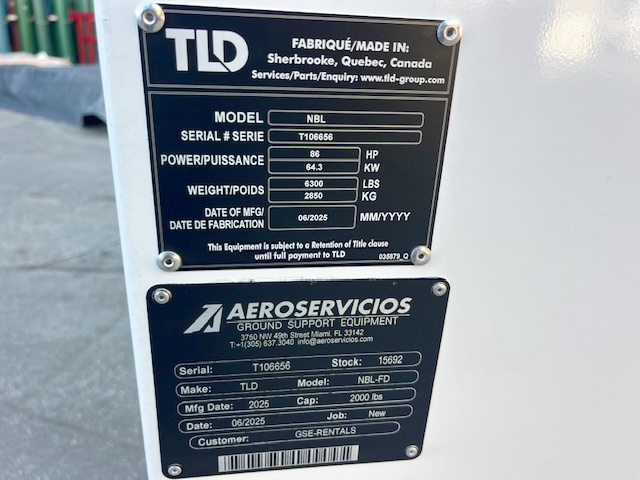 TLD
FABRIQUÉ/MADE IN:
Sherbrooke, Quebec, Canada
Services/Parts/Enquiry: www.tld-group.com
MODEL NBL
SERIAL # SERIE T106656
POWER/PUISSANCE 86 HP
64.3 KW
WEIGHT/POIDS 6300 LBS
2850 KG
DATE OF MFG/
DATE DE FABRICATION 06/2025 MM/YYYY
This Equipment is subject to a Retention of Title clause
until full payment to TLD
035879_Q
AEROSERVICIOS
GROUND SUPPORT EQUIPMENT
3750 NW 49th Street Miami, FL 33142
T:+1(305) 637.3040 info@aeroservicios.com
Serial: T106656 Stock: 15692
Make: TLD Model: NBL-FD
Mfg Date: 2025 Cap: 2000 lbs
Date: 06/2025 Job: New
Customer: GSE-RENTALS